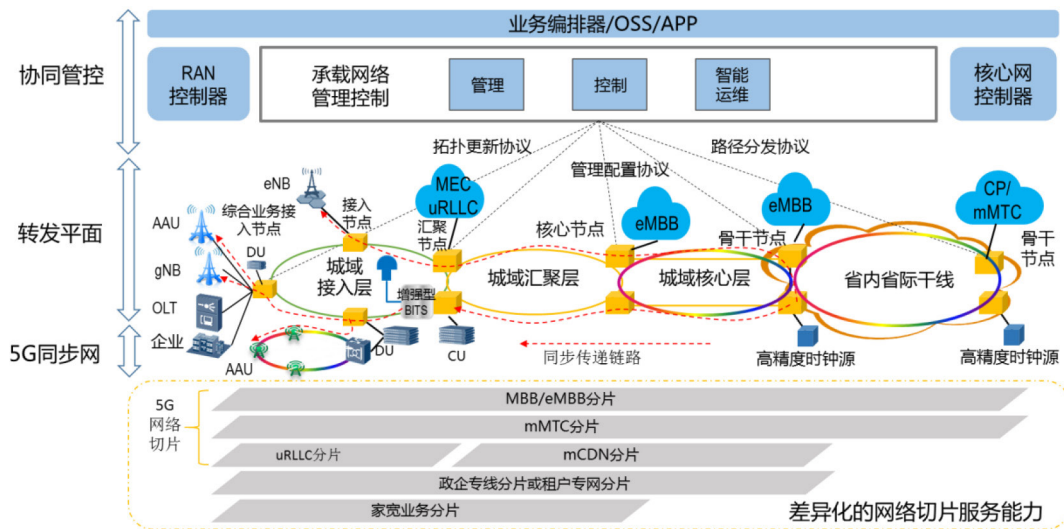 业务编排器/OSS/APP
协同管控
RAN
控制器
承载网络
管理控制
管理
控制
智能
运维
核心网
控制器
拓扑更新协议
管理配置协议
路径分发协议
转发平面
eNB
接入
节点
MEC
uRLLC
汇聚
节点
核心节点
eMBB
eMBB
骨干节点
CP/
mMTC
骨干
节点
AAU
综合业务接
入节点
DU
gNB
OLT
企业
城域
接入层
增强型
BITS
城域汇聚层
城域核心层
省内省际干线
5G同步网
AAU
DU
CU
同步传递链路
高精度时钟源
高精度时钟源
5G
网络
切片
MBB/eMBB分片
mMTC分片
uRLLC分片
mCDN分片
政企专线分片或租户专网分片
家宽业务分片
差异化的网络切片服务能力